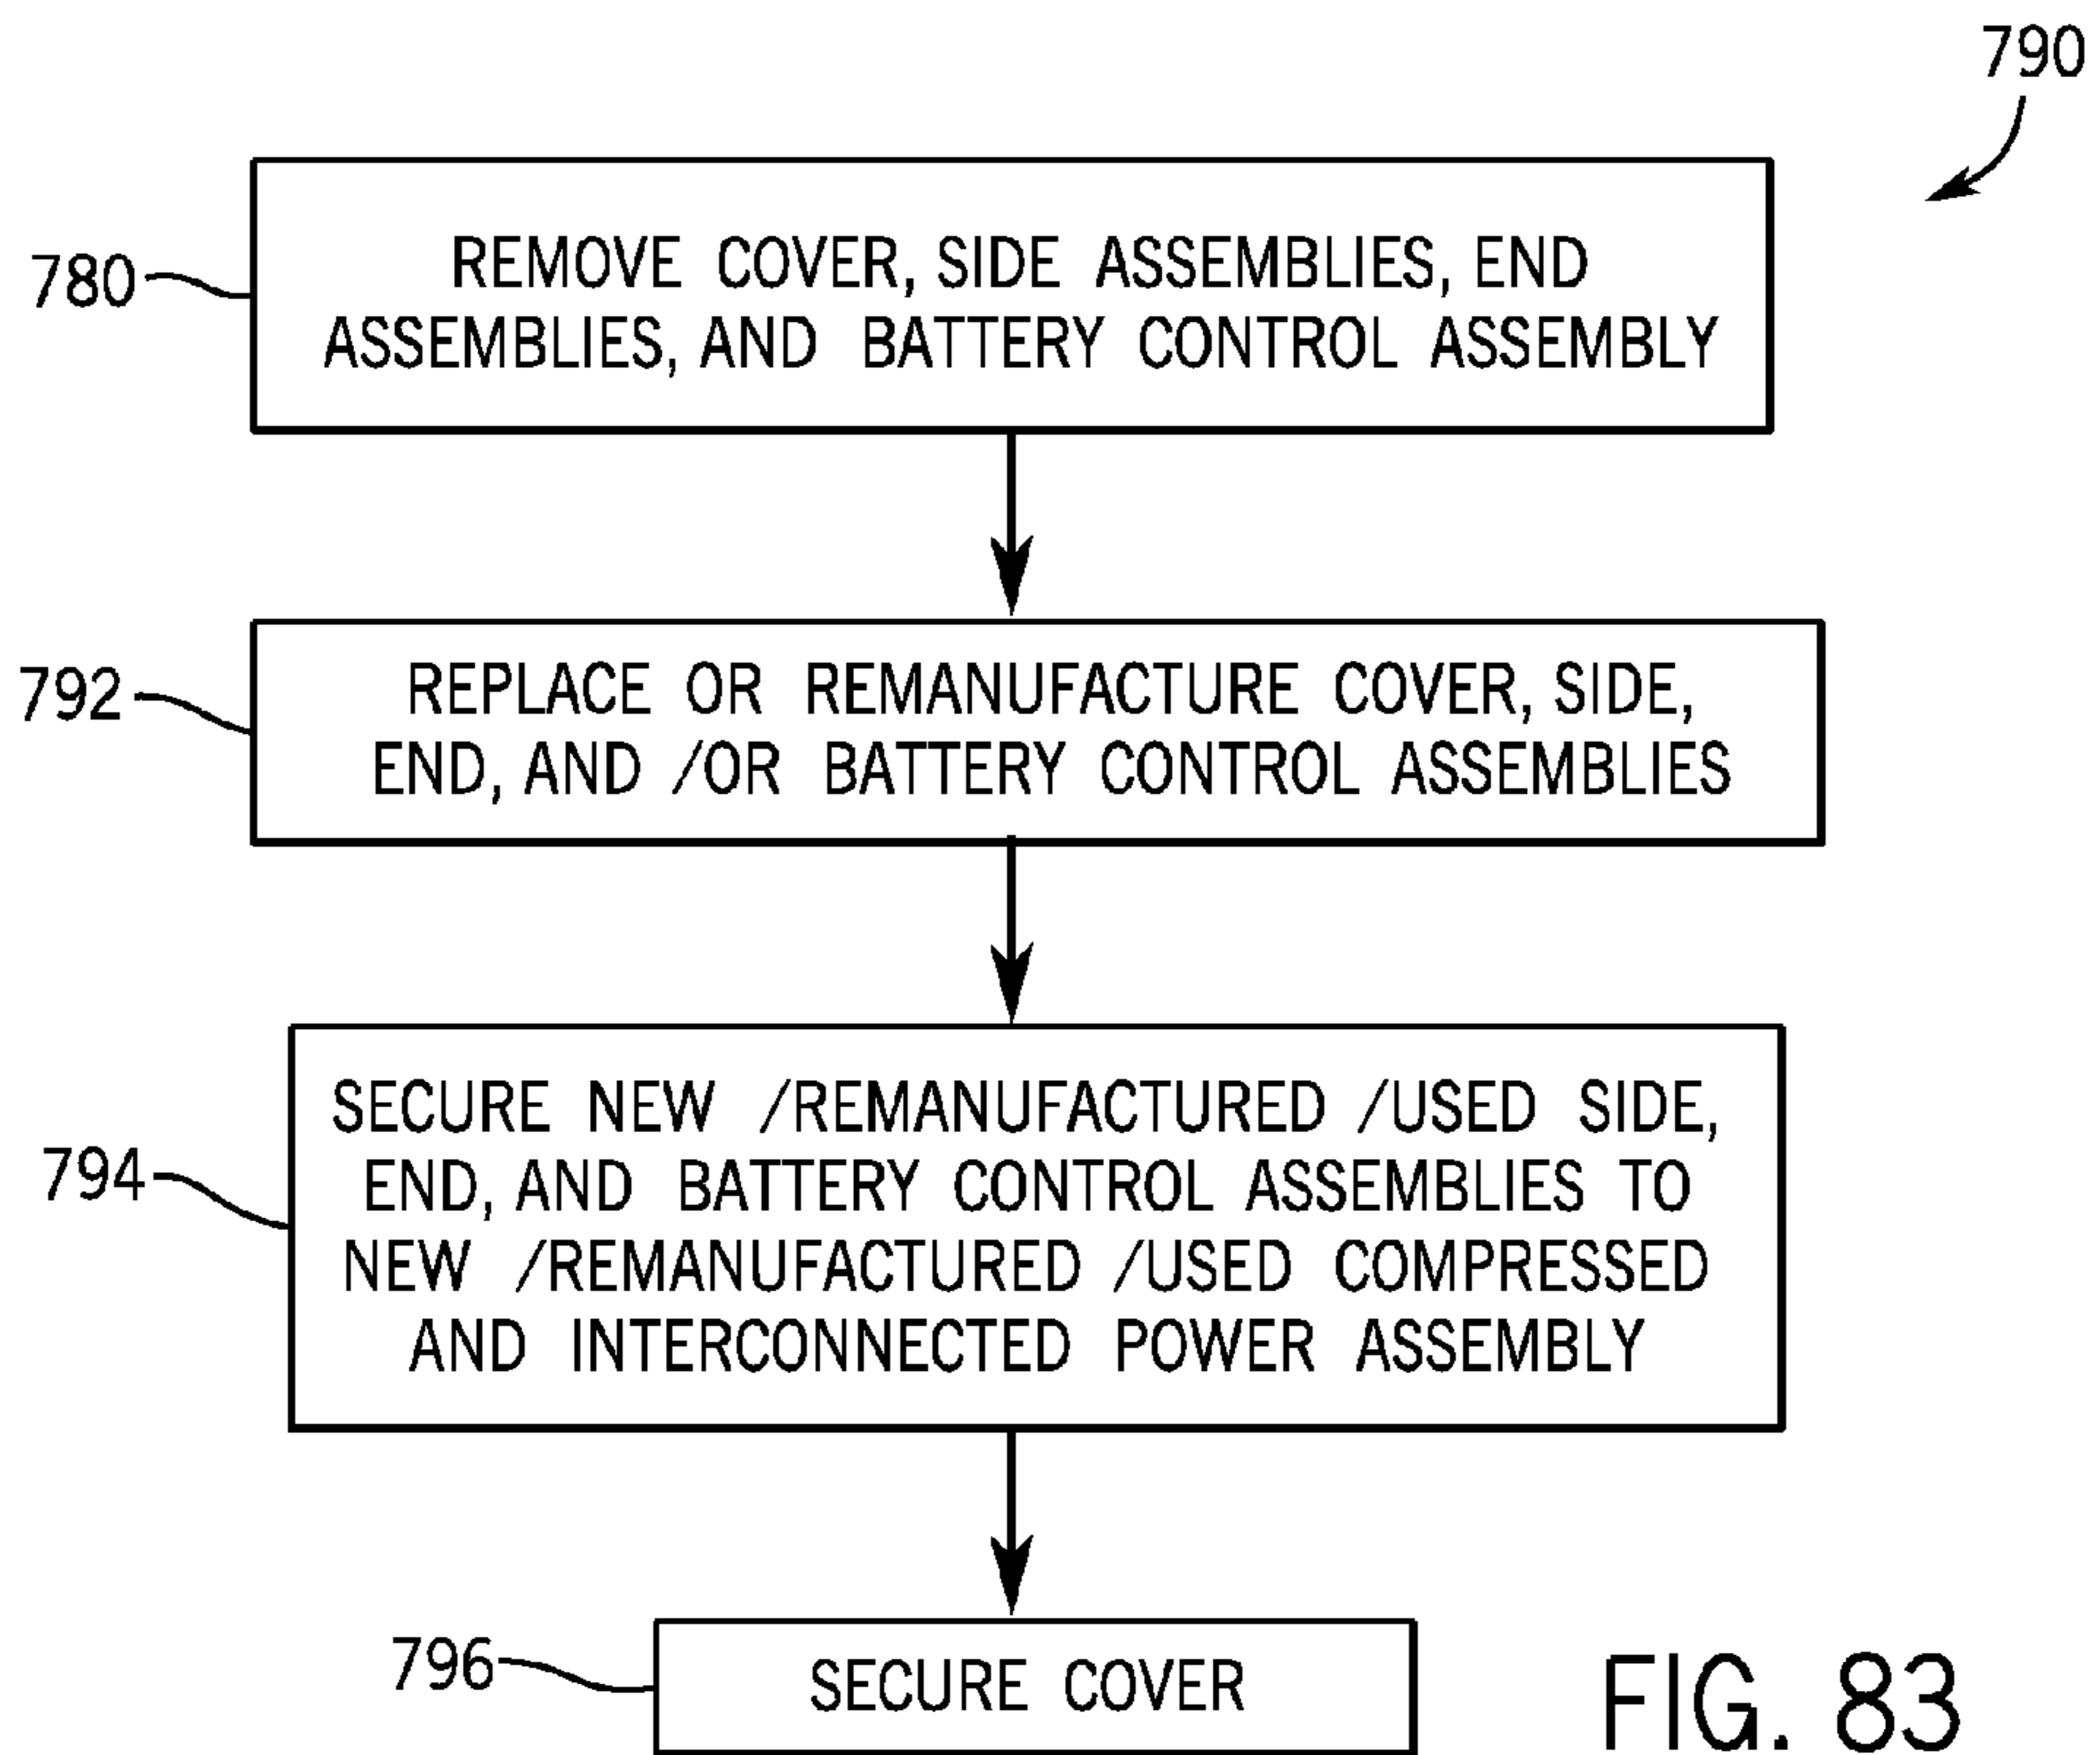 790
780
REMOVE COVER, SIDE ASSEMBLIES, END
ASSEMBLIES, AND BATTERY CONTROL ASSEMBLY
792
REPLACE OR REMANUFACTURE COVER, SIDE,
END, AND /OR BATTERY CONTROL ASSEMBLIES
794
SECURE NEW /REMANUFACTURED /USED SIDE,
END, AND BATTERY CONTROL ASSEMBLIES TO
NEW /REMANUFACTURED /USED COMPRESSED
AND INTERCONNECTED POWER ASSEMBLY
796
SECURE COVER
FIG. 83